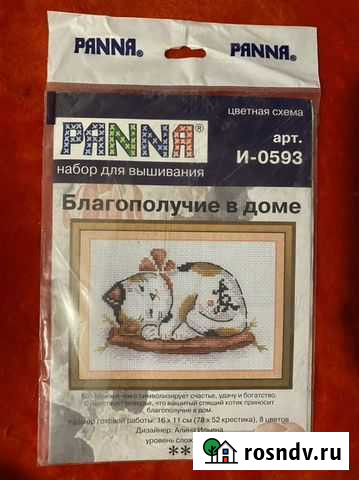 PANNA® PANNA®
цветная схема
PANNA®
арт.
И-0593
набор для вышивания
Благополучие в доме
символизирует счастье, удачу и богатство.
что вышитый спящий котик приносит
благополучие в дом.
готовой работы: 16 х 11 см (78 х 52 крестика), 8 цветов
Дизайнер: Алина Ильина
уровень
**
rosndv.ru